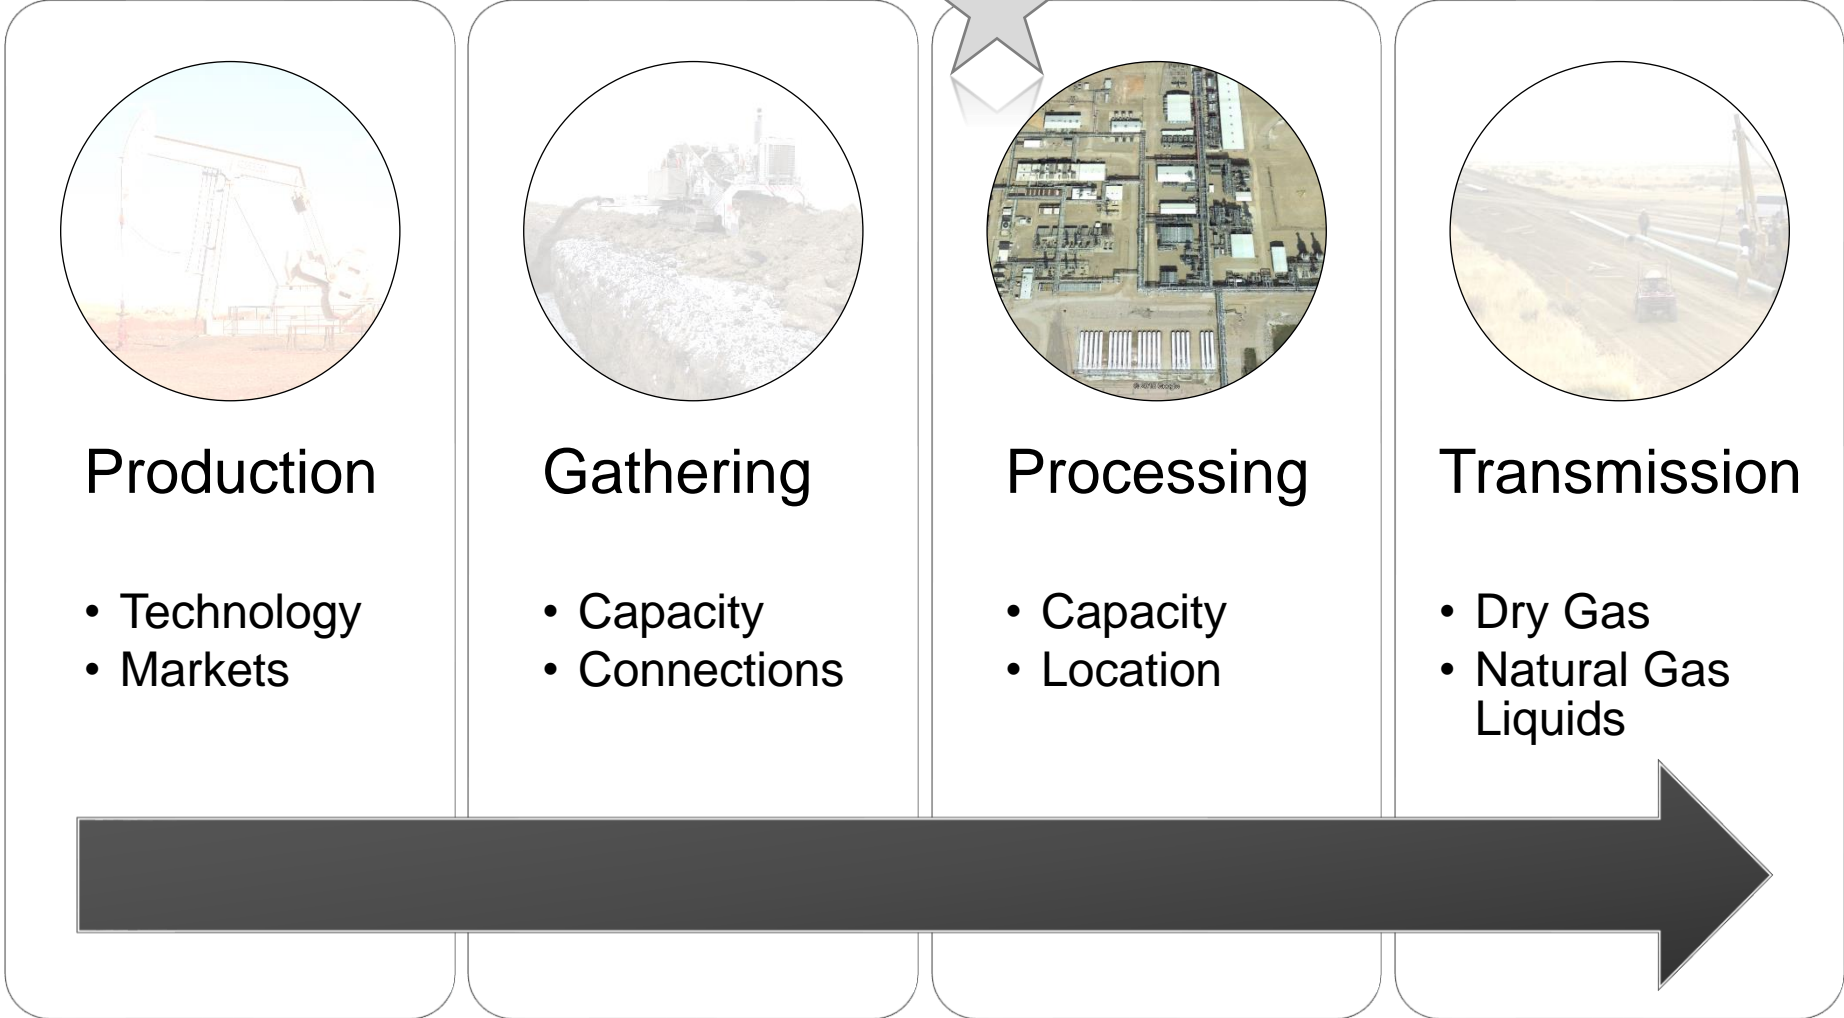 Production
• Technology
• Markets
Gathering
• Capacity
• Connections
Processing
• Capacity
• Location
Transmission
• Dry Gas
• Natural Gas
Liquids